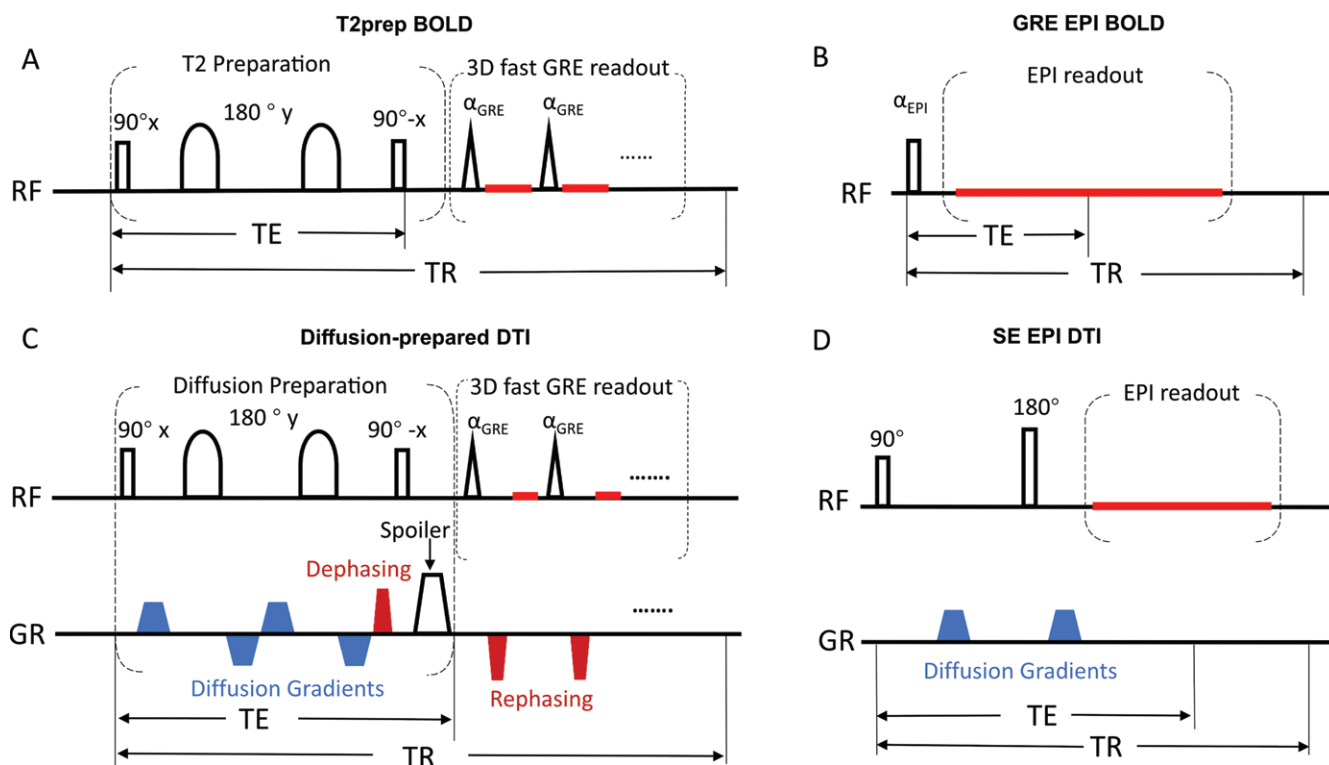 T2prep BOLD
A
T2 Preparation
3D fast GRE readout
90°x
180 ° y
90°-x
αGRE
αGRE
......
RF
TE
TR
GRE EPI BOLD
B
EPI readout
αEPI
RF
TE
TR
Diffusion-prepared DTI
C
Diffusion Preparation
3D fast GRE readout
90° x
180 ° y
90° -x
αGRE
αGRE
.......
RF
Spoiler
Dephasing
.......
GR
Diffusion Gradients
Rephasing
TE
TR
SE EPI DTI
D
EPI readout
90°
180°
RF
GR
Diffusion Gradients
TE
TR